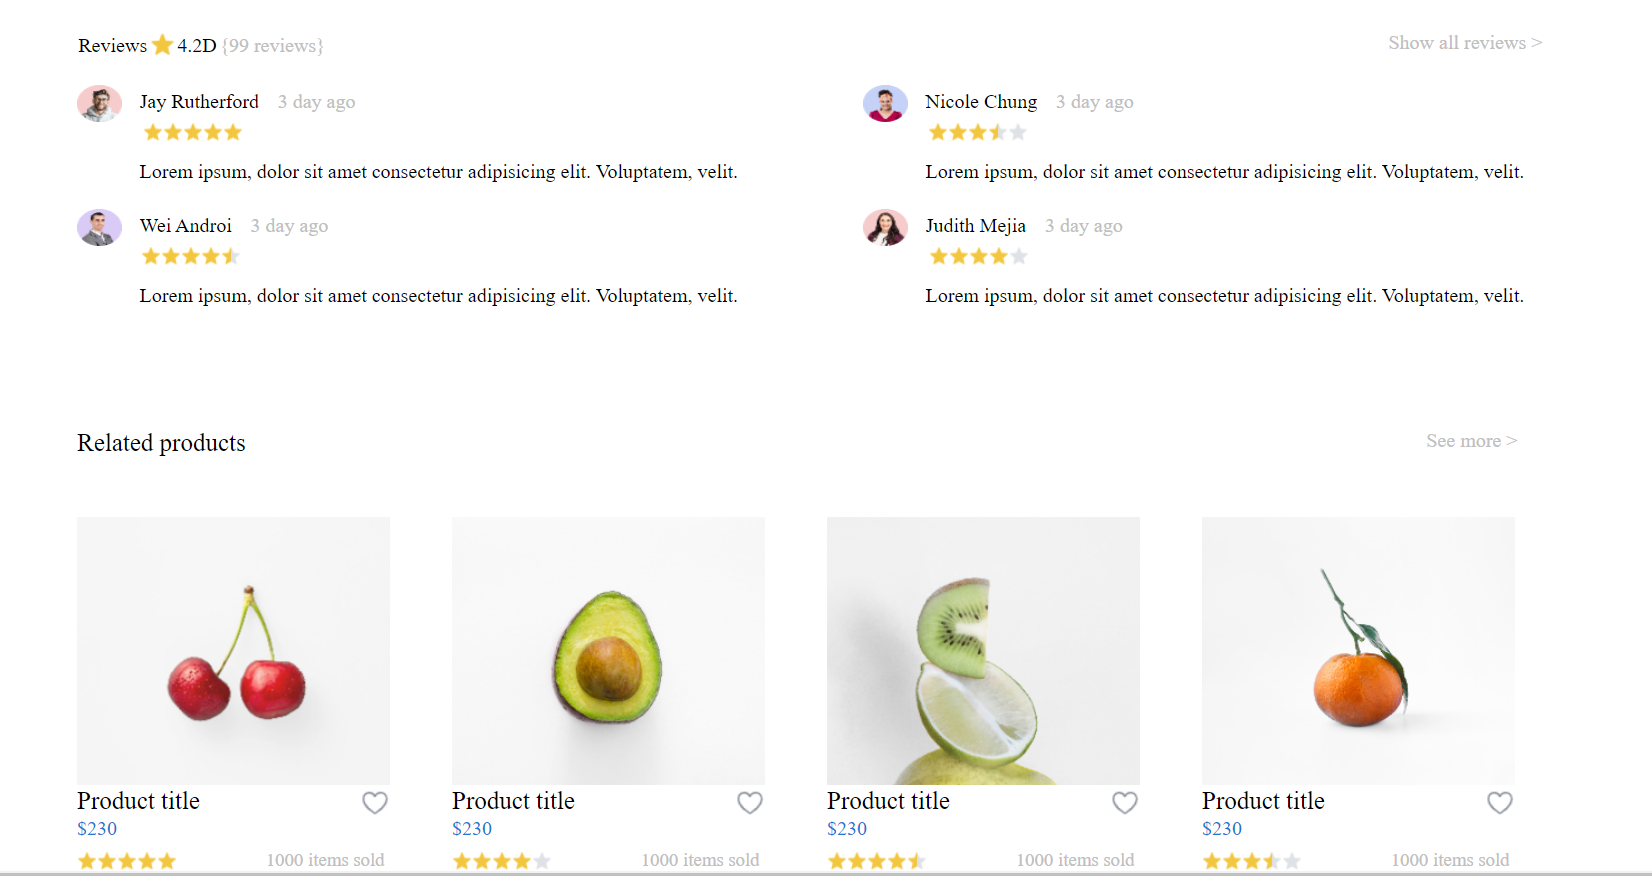 Reviews 4.2D {99 reviews}
Show all reviews >
Jay Rutherford 3 day ago
Lorem ipsum, dolor sit amet consectetur adipisicing elit. Voluptatem, velit.
Nicole Chung 3 day ago
Lorem ipsum, dolor sit amet consectetur adipisicing elit. Voluptatem, velit.
Wei Androi 3 day ago
Lorem ipsum, dolor sit amet consectetur adipisicing elit. Voluptatem, velit.
Judith Mejia 3 day ago
Lorem ipsum, dolor sit amet consectetur adipisicing elit. Voluptatem, velit.
Related products
See more >
Product title
$230
1000 items sold
Product title
$230
1000 items sold
Product title
$230
1000 items sold
Product title
$230
1000 items sold